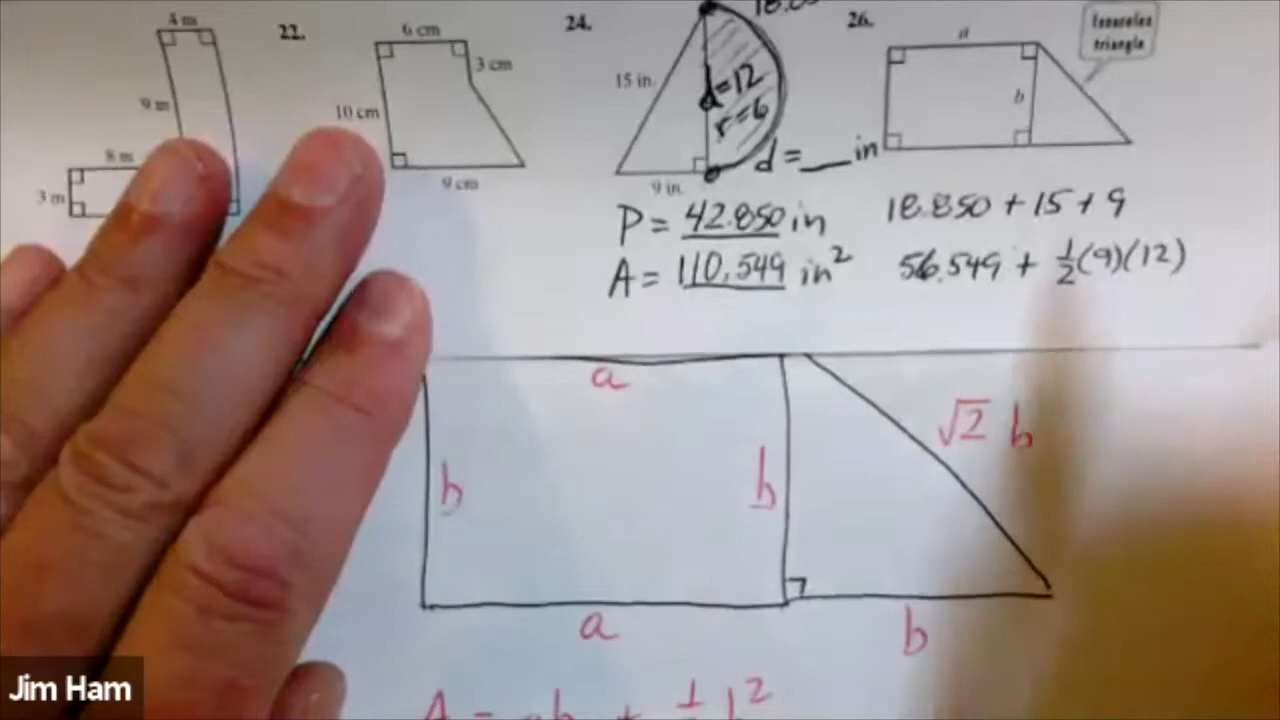 4 m
22.
6 cm
24.
26.
a
Isosceles
triangle
3 cm
15 in.
d=12
r=6
b
9 m
10 cm
8 m
3 m
9 cm
9 in.
d = __ in
P = 42.850 in
18.850 + 15 + 9
A = 110.549 in²
56.549 + ½(9)(12)
a
√2 b
b
b
a
b
Jim Ham